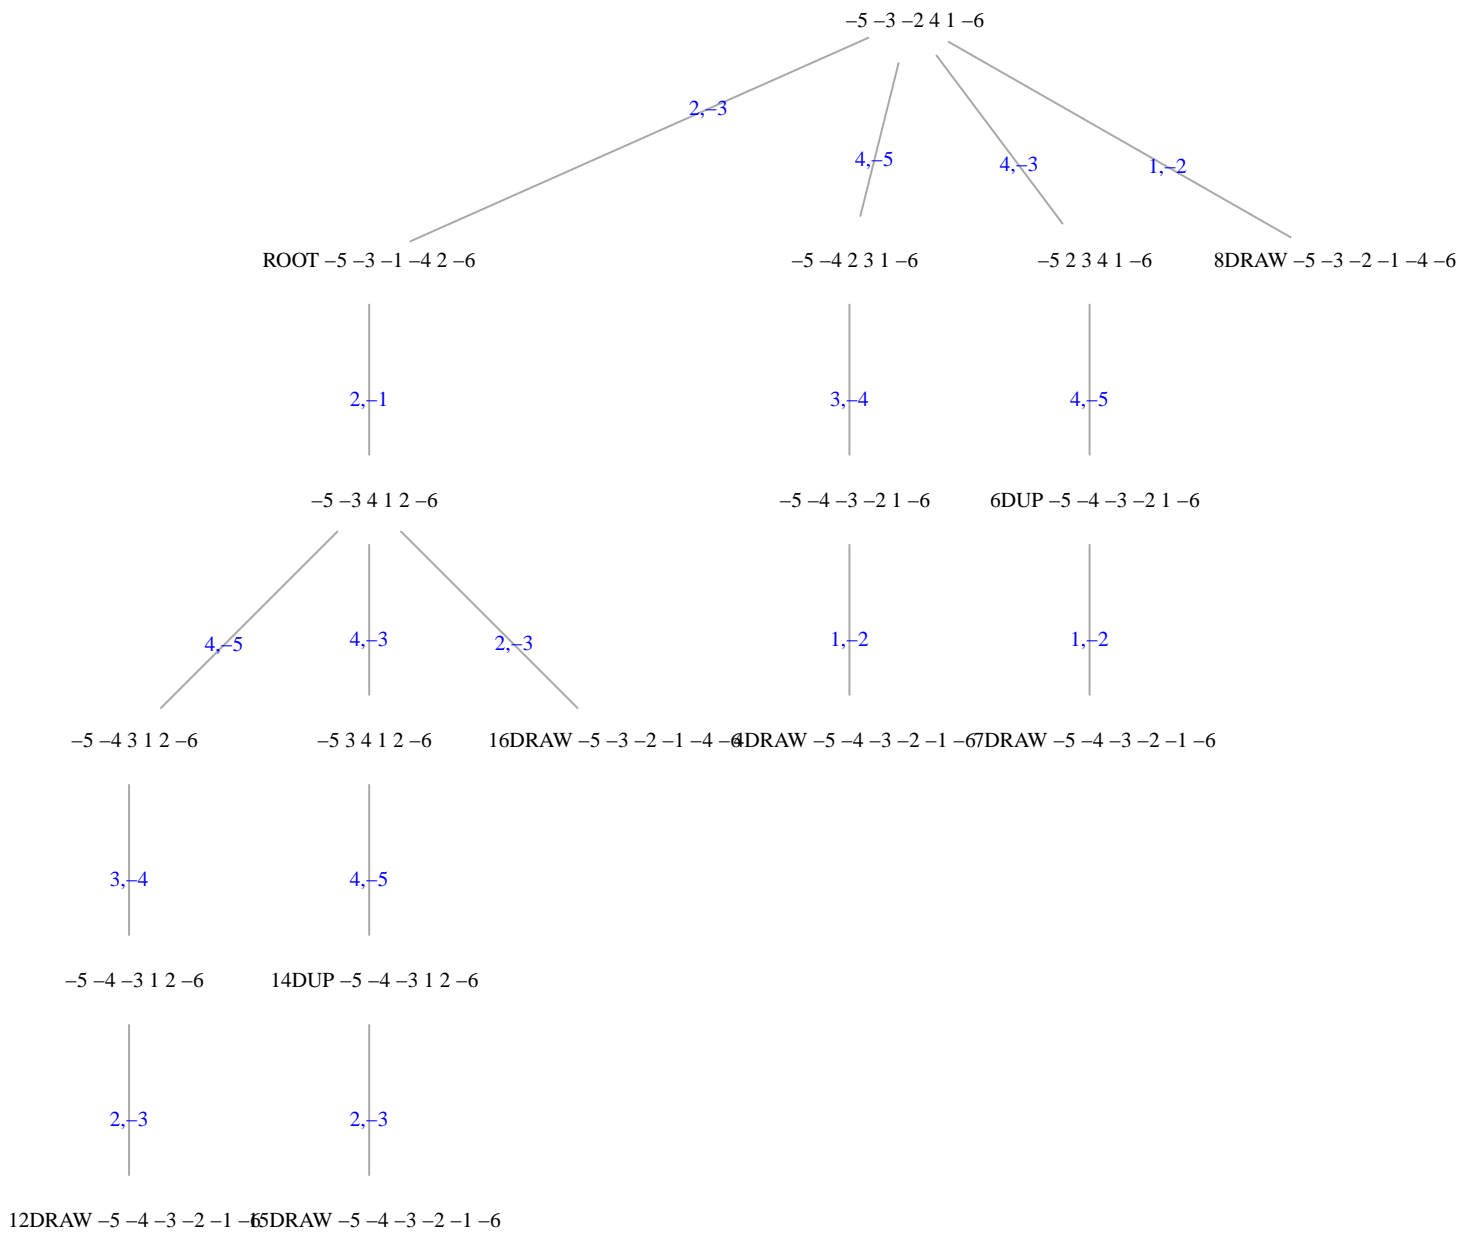 –5 –3 –2 4 1 –6
2,–3
4,–5
4,–3
1,–2
ROOT –5 –3 –1 –4 2 –6
–5 –4 2 3 1 –6
–5 2 3 4 1 –6
8DRAW –5 –3 –2 –1 –4 –6
2,–1
3,–4
4,–5
–5 –3 4 1 2 –6
–5 –4 –3 –2 1 –6
6DUP –5 –4 –3 –2 1 –6
4,–5
4,–3
2,–3
1,–2
1,–2
–5 –4 3 1 2 –6
–5 3 4 1 2 –6
16DRAW –5 –3 –2 –1 –4 –6
4DRAW –5 –4 –3 –2 –1 –6
7DRAW –5 –4 –3 –2 –1 –6
3,–4
4,–5
–5 –4 –3 1 2 –6
14DUP –5 –4 –3 1 2 –6
2,–3
2,–3
12DRAW –5 –4 –3 –2 –1 –6
15DRAW –5 –4 –3 –2 –1 –6